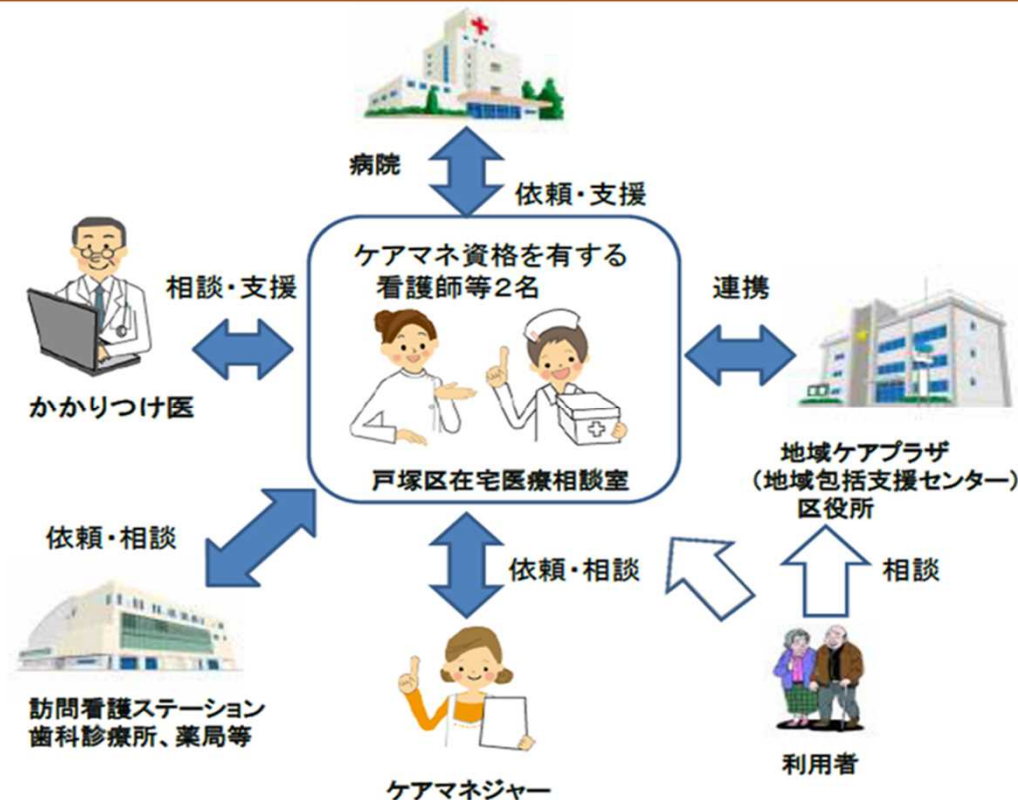 病院
依頼・支援
ケアマネ資格を有する
看護師等2名
相談・支援
連携
かかりつけ医
戸塚区在宅医療相談室
地域ケアプラザ
(地域包括支援センター)
区役所
依頼・相談
依頼・相談
相談
訪問看護ステーション
歯科診療所、薬局等
ケアマネジャー
利用者